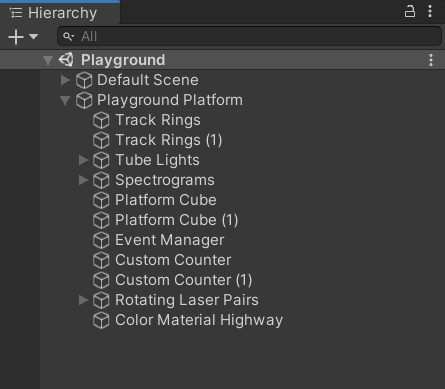 Hierarchy
All
Playground
Default Scene
Playground Platform
Track Rings
Track Rings (1)
Tube Lights
Spectrograms
Platform Cube
Platform Cube (1)
Event Manager
Custom Counter
Custom Counter (1)
Rotating Laser Pairs
Color Material Highway